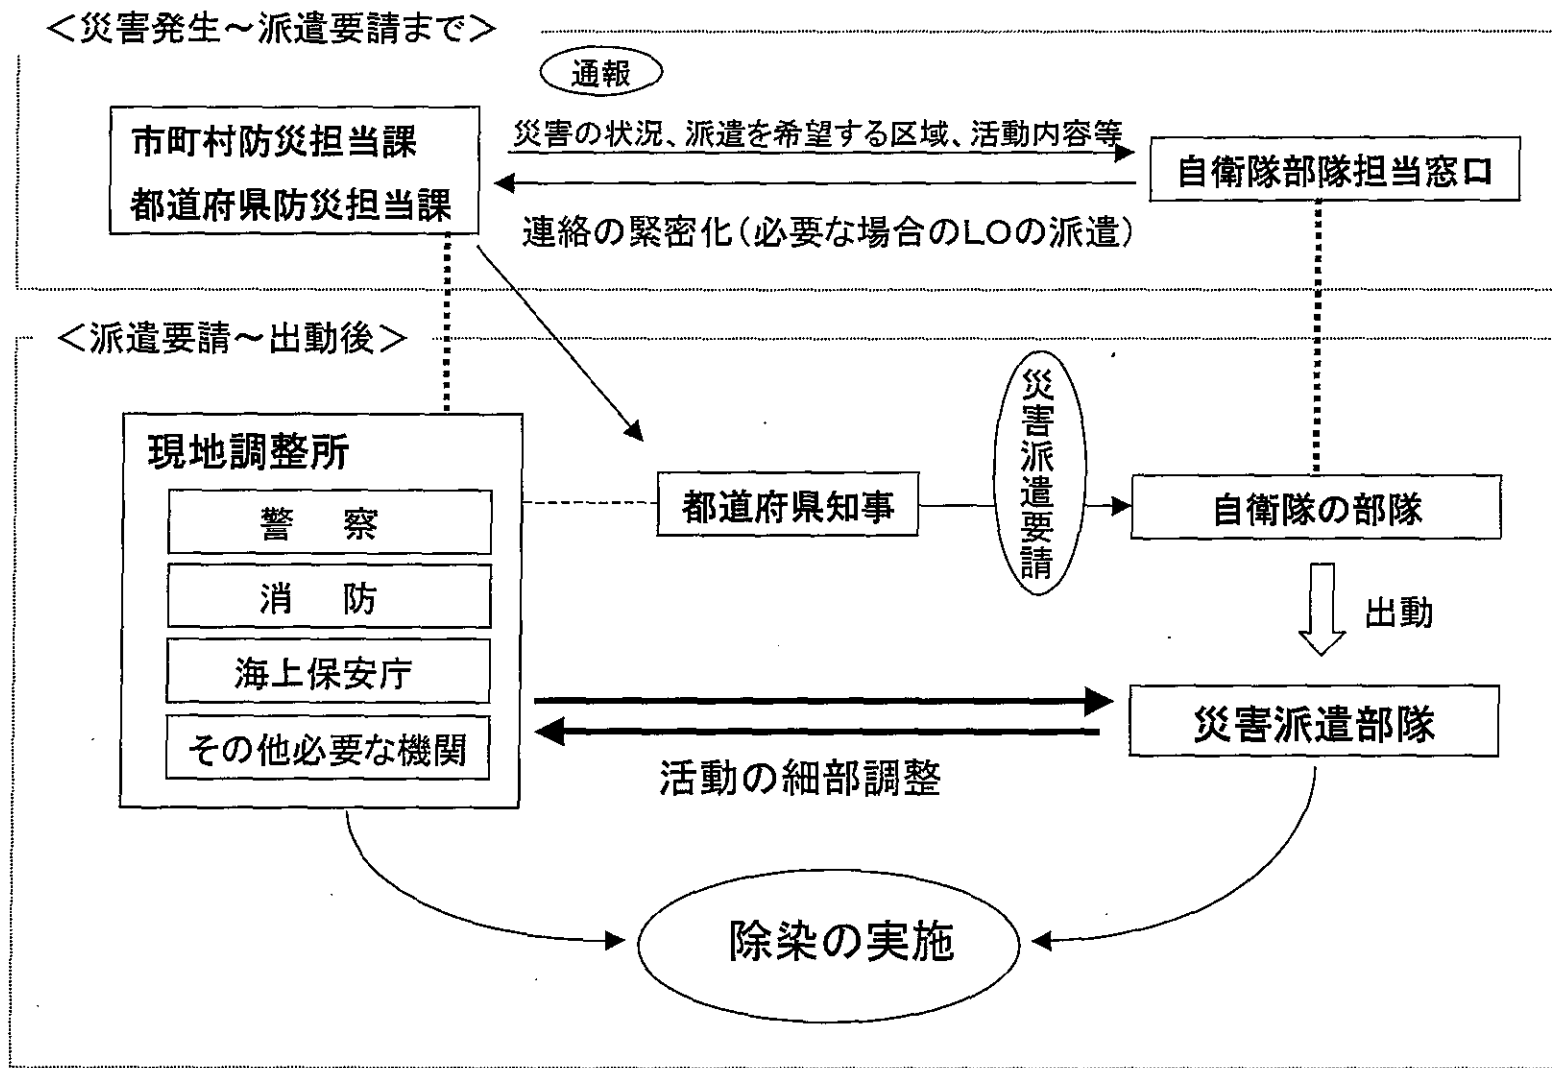 ＜災害発生～派遣要請まで＞
通報
市町村防災担当課
都道府県防災担当課
災害の状況、派遣を希望する区域、活動内容等
自衛隊部隊担当窓口
連絡の緊密化（必要な場合のLOの派遣）
＜派遣要請～出動後＞
現地調整所
警　察
消　防
海上保安庁
その他必要な機関
都道府県知事
災害派遣要請
自衛隊の部隊
出動
災害派遣部隊
活動の細部調整
除染の実施